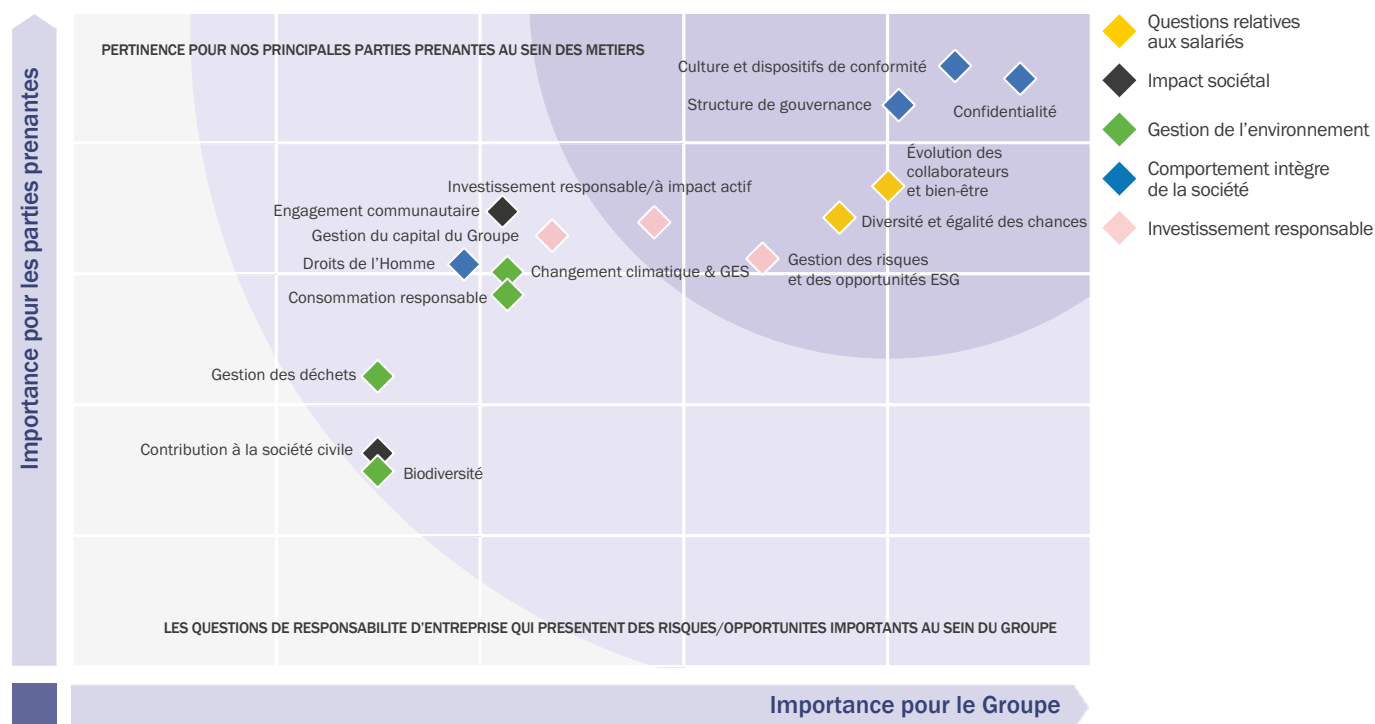 Importance pour les parties prenantes
PERTINENCE POUR NOS PRINCIPALES PARTIES PRENANTES AU SEIN DES METIERS
Culture et dispositifs de conformité
Structure de gouvernance
Confidentialité
Évolution des
collaborateurs
et bien-être
Investissement responsable/à impact actif
Engagement communautaire
Diversité et égalité des chances
Gestion du capital du Groupe
Droits de l’Homme
Changement climatique & GES
Gestion des risques
et des opportunités ESG
Consommation responsable
Gestion des déchets
Contribution à la société civile
Biodiversité
LES QUESTIONS DE RESPONSABILITE D’ENTREPRISE QUI PRESENTENT DES RISQUES/OPPORTUNITES IMPORTANTS AU SEIN DU GROUPE
Importance pour le Groupe
Questions relatives
aux salariés
Impact sociétal
Gestion de l’environnement
Comportement intègre
de la société
Investissement responsable